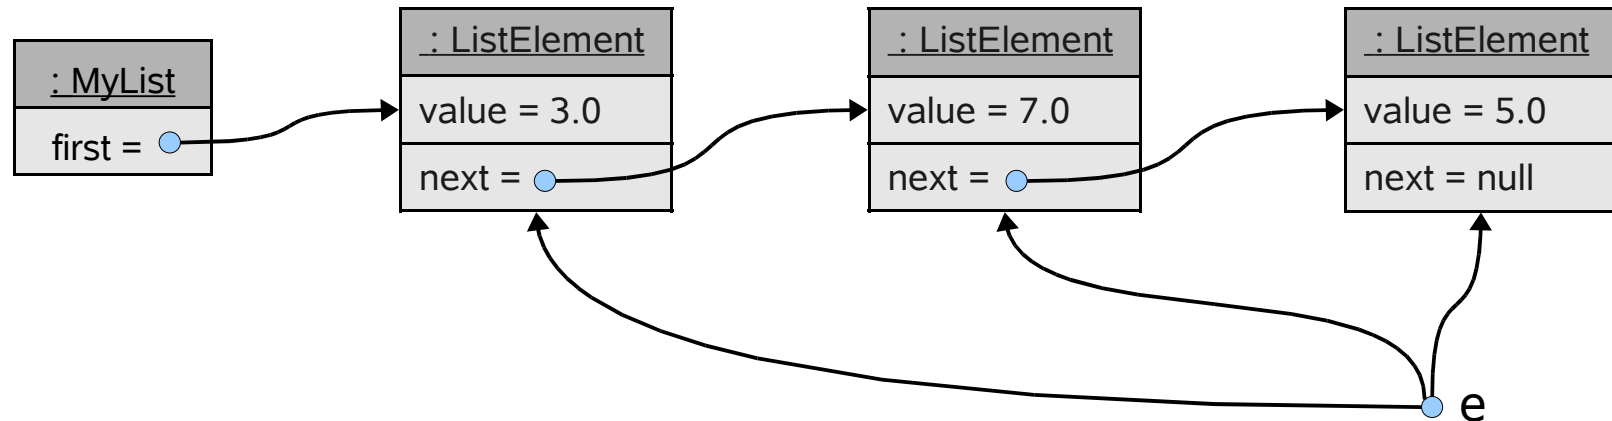 : MyList
first =
: ListElement
value = 3.0
next =
: ListElement
value = 7.0
next =
: ListElement
value = 5.0
next = null
e